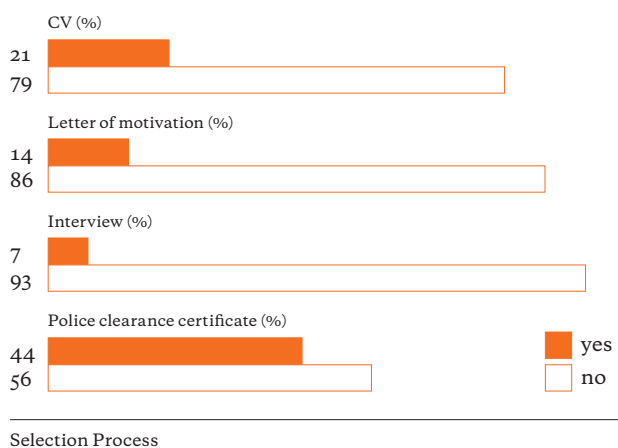 CV (%)
21
79
Letter of motivation (%)
14
86
Interview (%)
7
93
Police clearance certificate (%)
44
56
yes
no
Selection Process